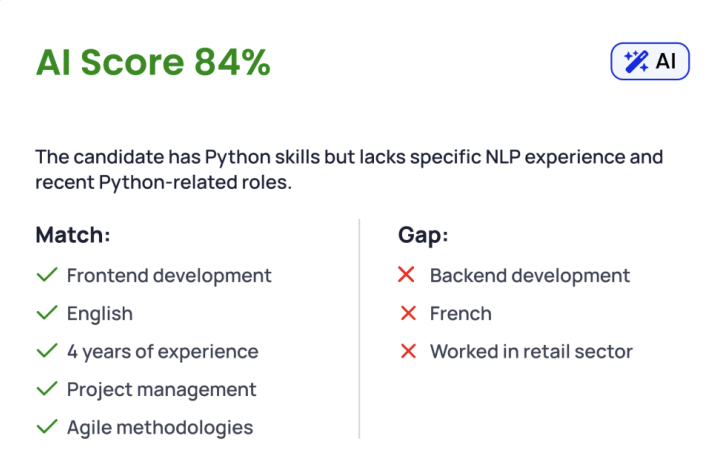 AI Score 84%
AI
The candidate has Python skills but lacks specific NLP experience and
recent Python-related roles.
Match:
Frontend development
English
4 years of experience
Project management
Agile methodologies
Gap:
Backend development
French
Worked in retail sector